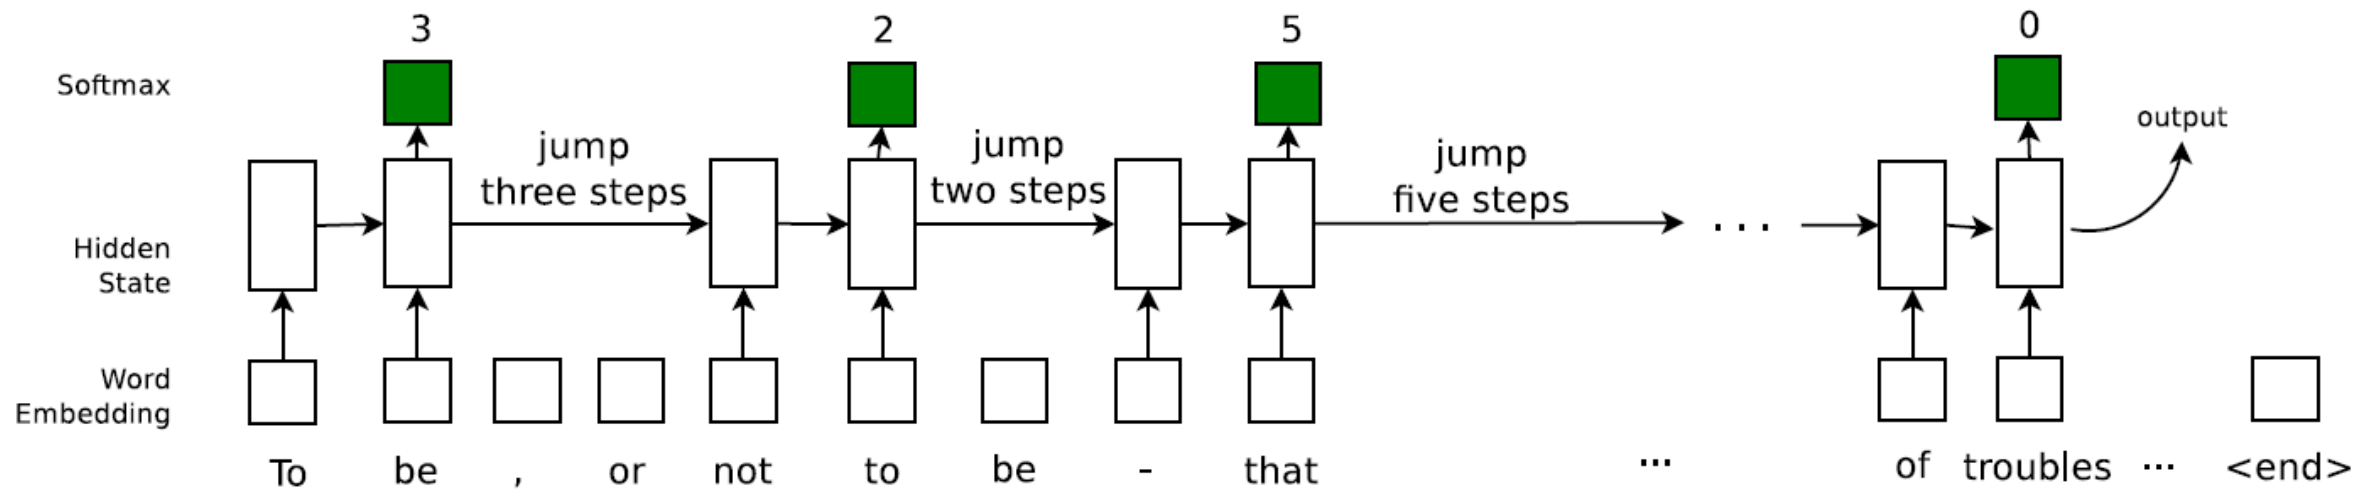 3 2 5 0
Softmax
output
jump
three steps
jump
two steps
jump
five steps
. . .
Hidden
State
Word
Embedding
To be , or not to be - that ... of troubles ... <end>